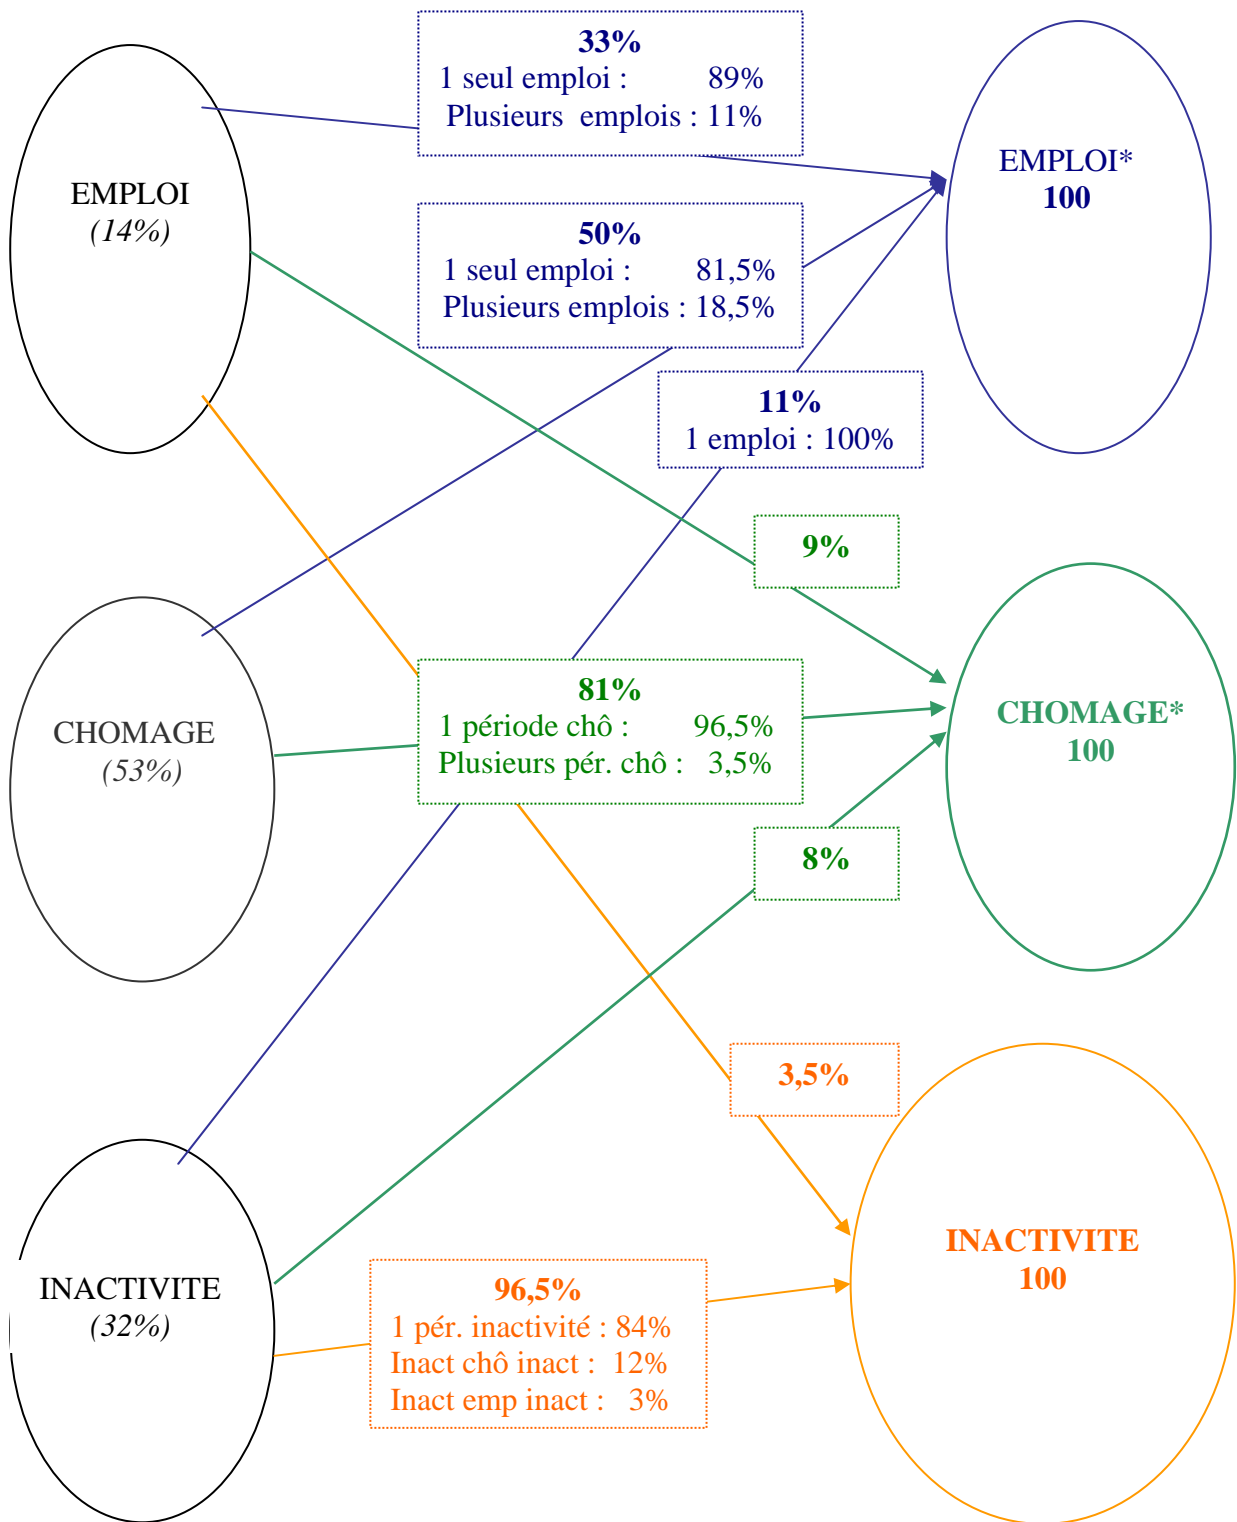 33%
1 seul emploi : 89%
Plusieurs emplois : 11%
EMPLOI
(14%)
EMPLOI*
100
50%
1 seul emploi : 81,5%
Plusieurs emplois : 18,5%
11%
1 emploi : 100%
9%
81%
1 période chô : 96,5%
Plusieurs pér. chô : 3,5%
CHOMAGE
(53%)
CHOMAGE*
100
8%
3,5%
INACTIVITE
(32%)
96,5%
1 pér. inactivité : 84%
Inact chô inact : 12%
Inact emp inact : 3%
INACTIVITE
100